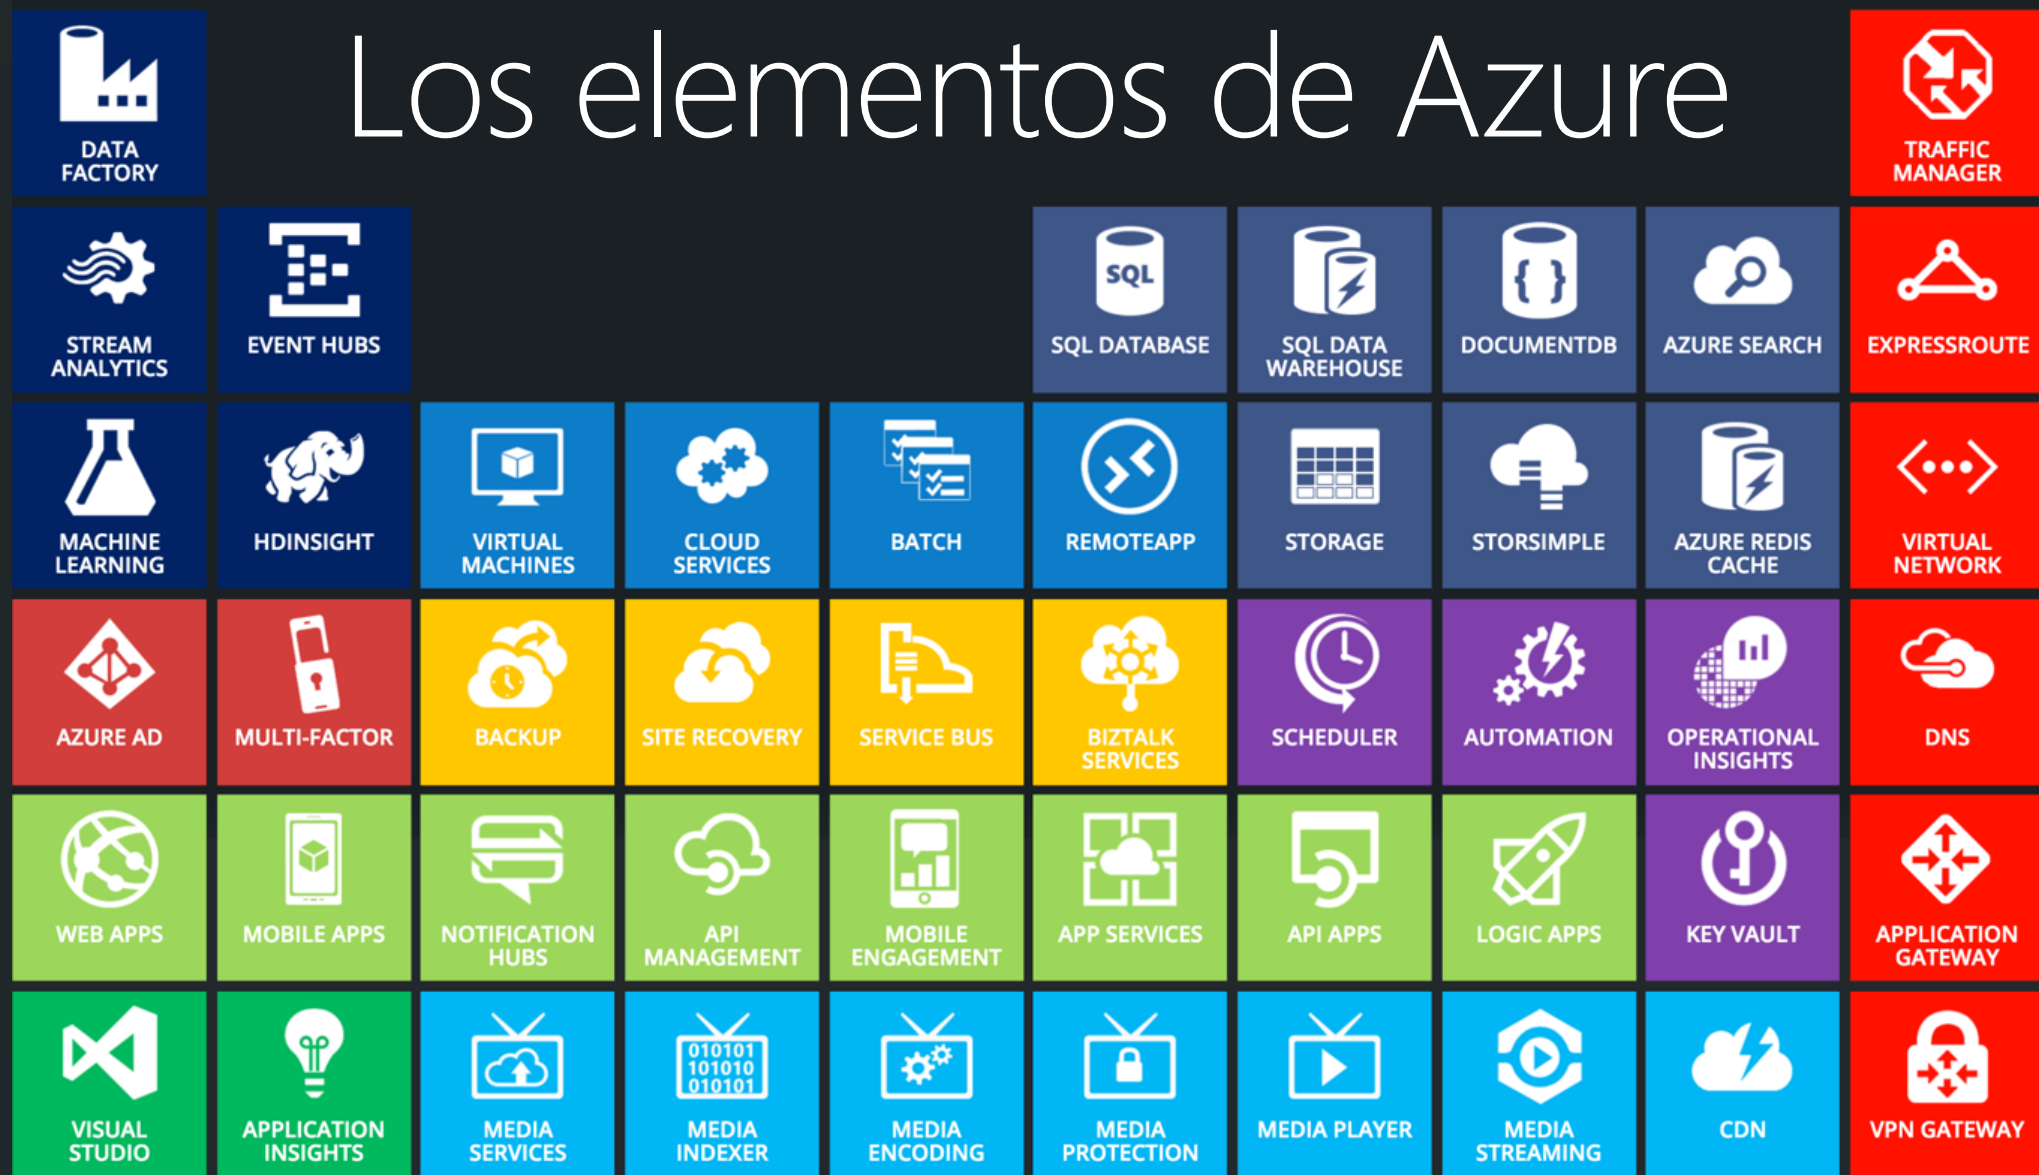 Los elementos de Azure
DATA
FACTORY
TRAFFIC
MANAGER
STREAM
ANALYTICS
EVENT HUBS
SQL
SQL DATABASE
SQL DATA
WAREHOUSE
{ }
DOCUMENTDB
AZURE SEARCH
EXPRESSROUTE
MACHINE
LEARNING
HDINSIGHT
VIRTUAL
MACHINES
CLOUD
SERVICES
BATCH
REMOTEAPP
STORAGE
STORSIMPLE
AZURE REDIS
CACHE
VIRTUAL
NETWORK
AZURE AD
MULTI-FACTOR
BACKUP
SITE RECOVERY
SERVICE BUS
BIZTALK
SERVICES
SCHEDULER
AUTOMATION
OPERATIONAL
INSIGHTS
DNS
WEB APPS
MOBILE APPS
NOTIFICATION
HUBS
API
MANAGEMENT
MOBILE
ENGAGEMENT
APP SERVICES
API APPS
LOGIC APPS
KEY VAULT
APPLICATION
GATEWAY
VISUAL
STUDIO
APPLICATION
INSIGHTS
MEDIA
SERVICES
010101
101010
010101
MEDIA
INDEXER
MEDIA
ENCODING
MEDIA
PROTECTION
MEDIA PLAYER
MEDIA
STREAMING
CDN
VPN GATEWAY